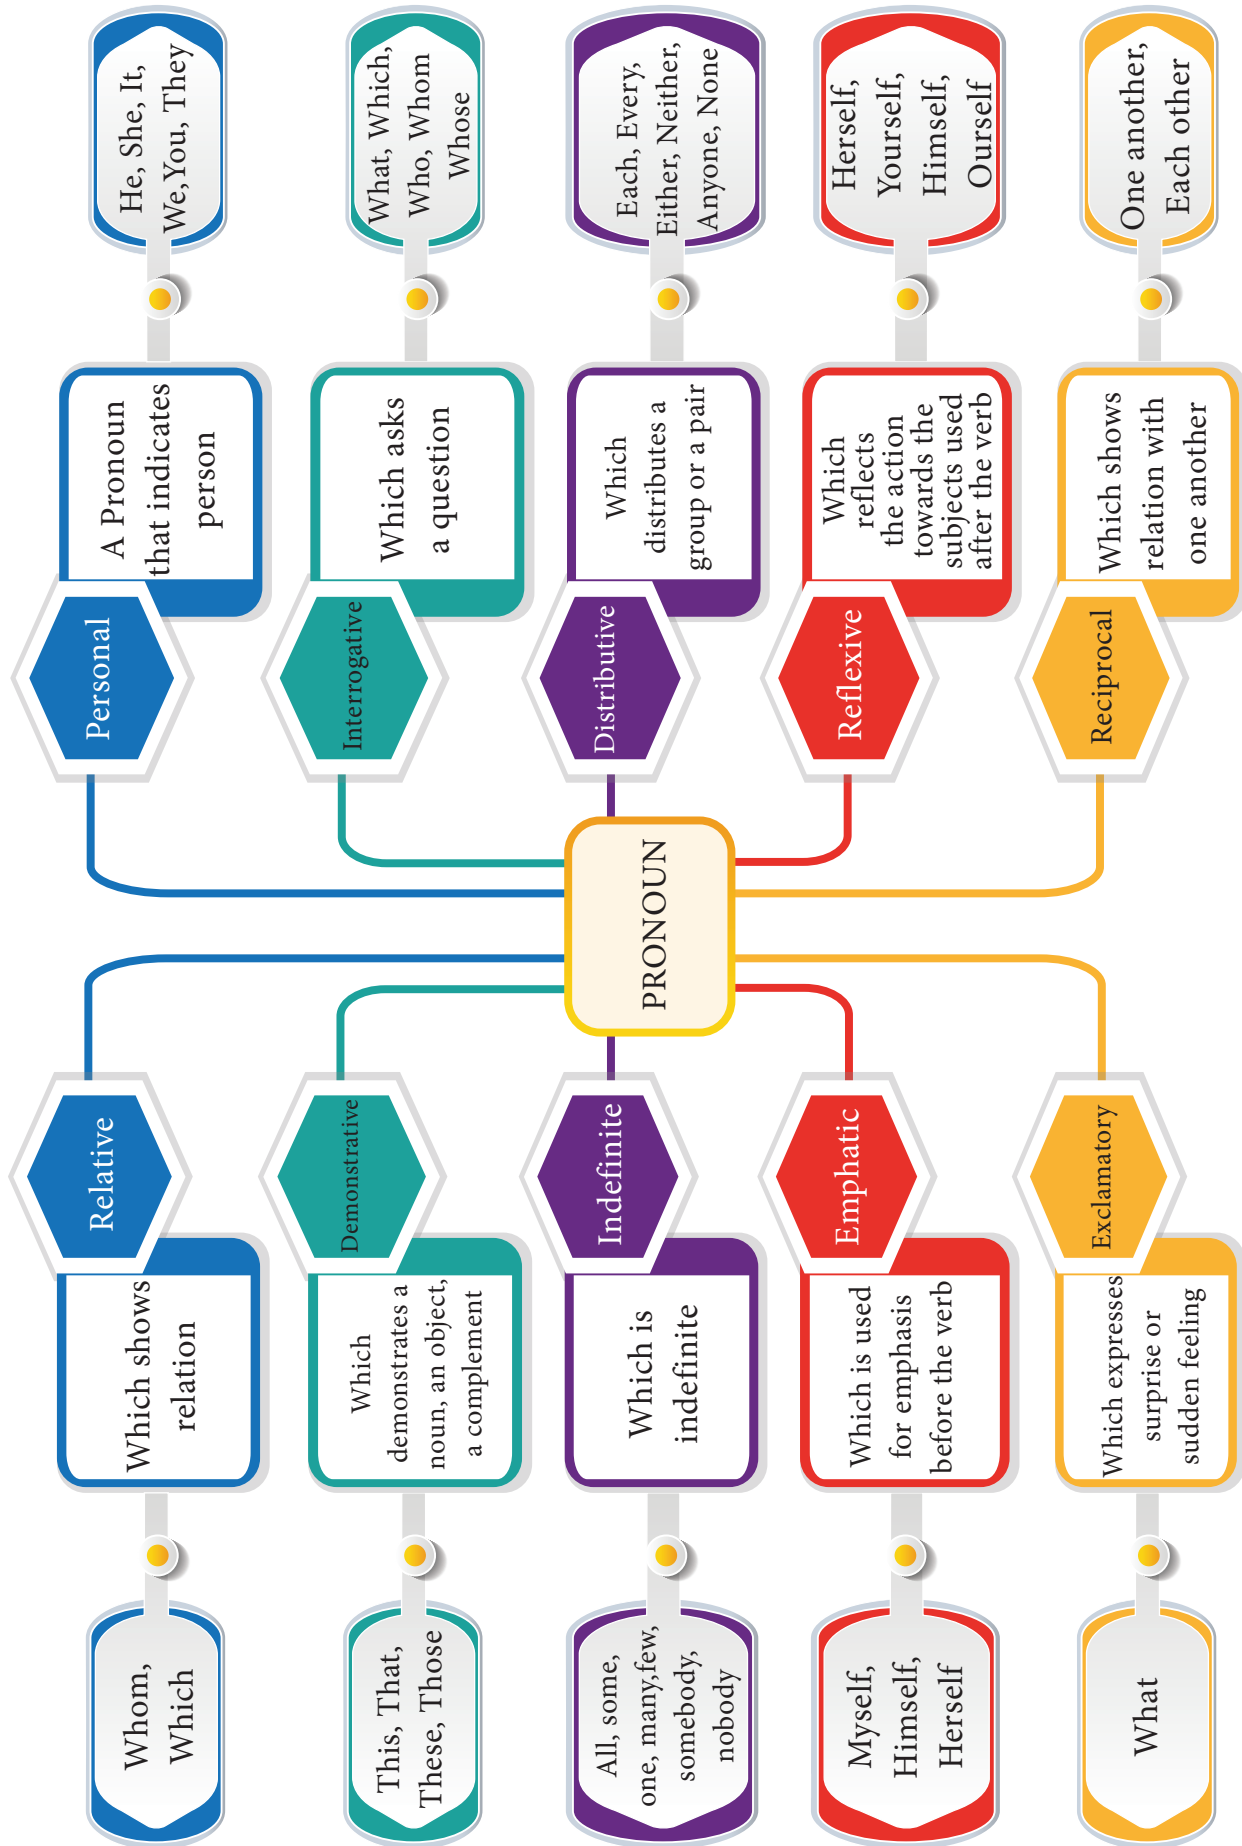 PRONOUN
Relative
Which shows
relation
Whom,
Which
Demonstrative
Which
demonstrates a
noun, an object,
a complement
This, That,
These, Those
Indefinite
Which is
indefinite
All, some,
one, many,few,
somebody,
nobody
Emphatic
Which is used
for emphasis
before the verb
Myself,
Himself,
Herself
Exclamatory
Which expresses
surprise or
sudden feeling
What
Personal
A Pronoun
that indicates
person
He, She, It,
We,You, They
Interrogative
Which asks
a question
What, Which,
Who, Whom
Whose
Distributive
Which
distributes a
group or a pair
Each, Every,
Either, Neither,
Anyone, None
Reflexive
Which
reflects
the action
towards the
subjects used
after the verb
Herself,
Yourself,
Himself,
Ourself
Reciprocal
Which shows
relation with
one another
One another,
Each other